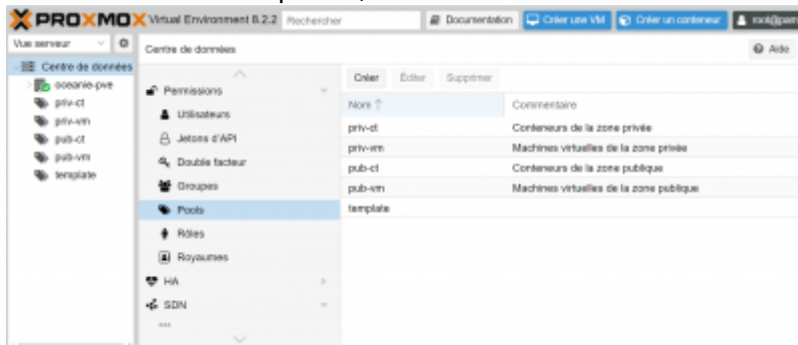 PROXMOX Virtual Environment 8.2.2 Rechercher Documentation Créer une VM Créer un conteneur root@pam
Vue serveur
Centre de données
Aide
Centre de données
oceanie-pve
priv-ct
priv-vm
pub-ct
pub-vm
template
Permissions
Utilisateurs
Jetons d'API
Double facteur
Groupes
Pools
Rôles
Royaumes
HA
SDN
Créer Éditer Supprimer
Nom ↑ Commentaire
priv-ct Conteneurs de la zone privée
priv-vm Machines virtuelles de la zone privée
pub-ct Conteneurs de la zone publique
pub-vm Machines virtuelles de la zone publique
template